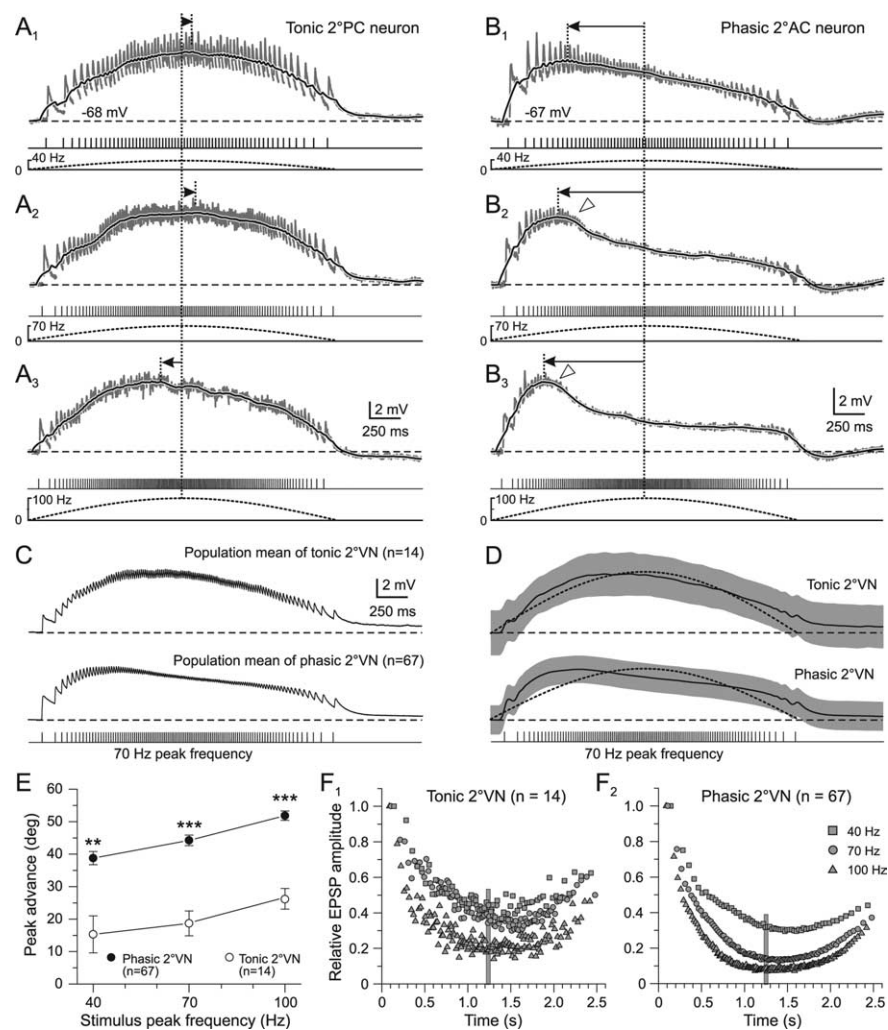 A1 Tonic 2°PC neuron
-68 mV
40 Hz
0
A2
70 Hz
0
A3
2 mV
250 ms
100 Hz
0
B1 Phasic 2°AC neuron
-67 mV
40 Hz
0
B2
70 Hz
0
B3
2 mV
250 ms
100 Hz
0
C Population mean of tonic 2°VN (n=14)
2 mV
250 ms
Population mean of phasic 2°VN (n=67)
70 Hz peak frequency
D
Tonic 2°VN
Phasic 2°VN
70 Hz peak frequency
E
Peak advance (deg)
60
50
40
30
20
10
0
** *** ***
Phasic 2°VN (n=67)
Tonic 2°VN (n=14)
40 70 100
Stimulus peak frequency (Hz)
F1 Tonic 2°VN (n = 14)
Relative EPSP amplitude
1.0
0.8
0.6
0.4
0.2
0
0 0.5 1.0 1.5 2.0 2.5
Time (s)
F2 Phasic 2°VN (n = 67)
40 Hz
70 Hz
100 Hz
1.0
0.8
0.6
0.4
0.2
0
0 0.5 1.0 1.5 2.0 2.5
Time (s)